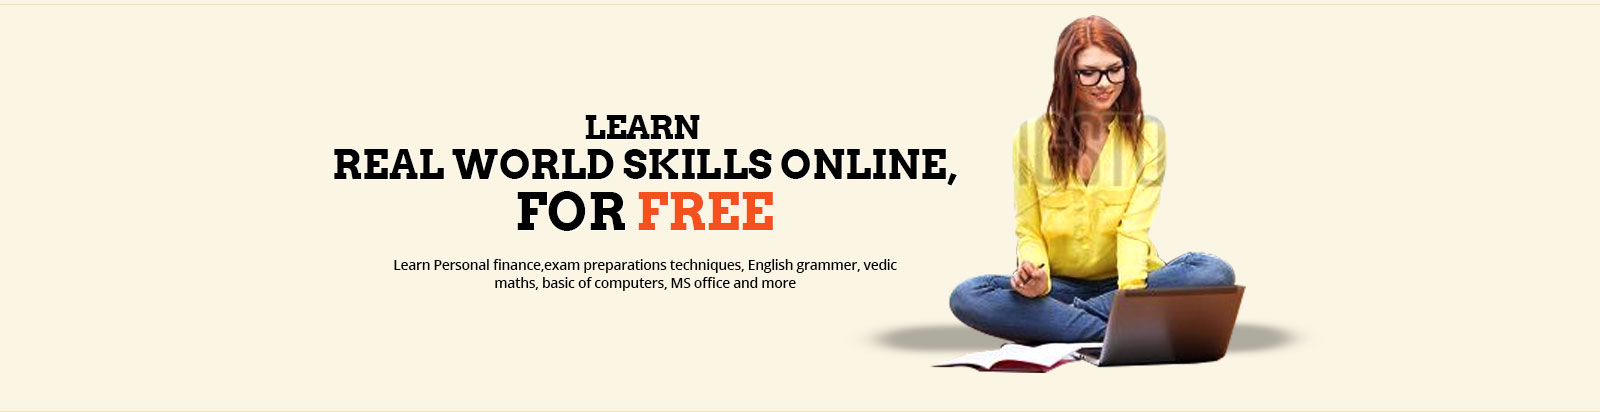 LEARN
REAL WORLD SKILLS ONLINE,
FOR FREE
Learn Personal finance,exam preparations techniques, English grammer, vedic
maths, basic of computers, MS office and more